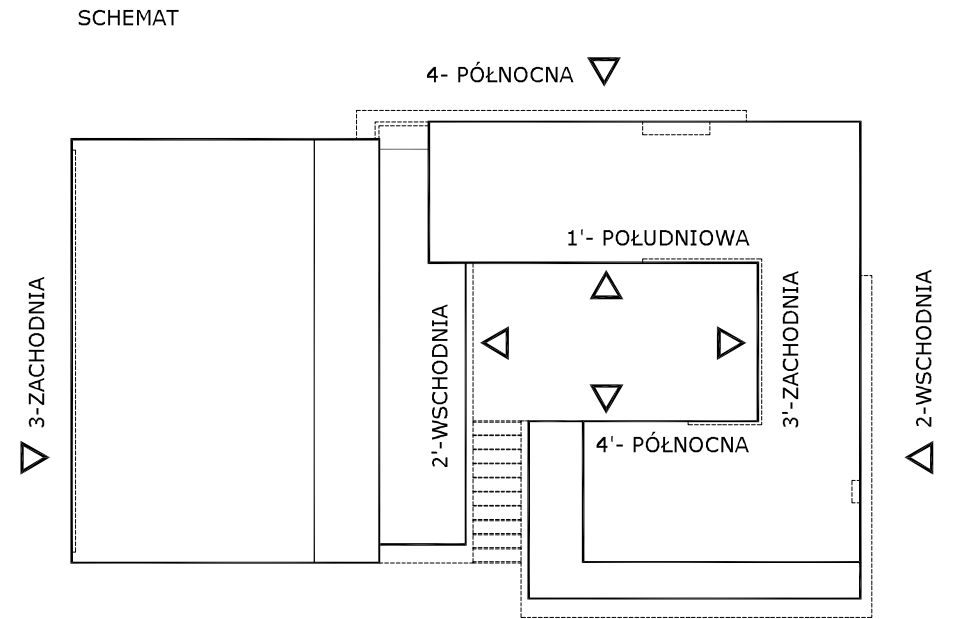 SCHEMAT
4- PÓŁNOCNA
1'- POŁUDNIOWA
3-ZACHODNIA
2'-WSCHODNIA
3'-ZACHODNIA
2-WSCHODNIA
4'- PÓŁNOCNA